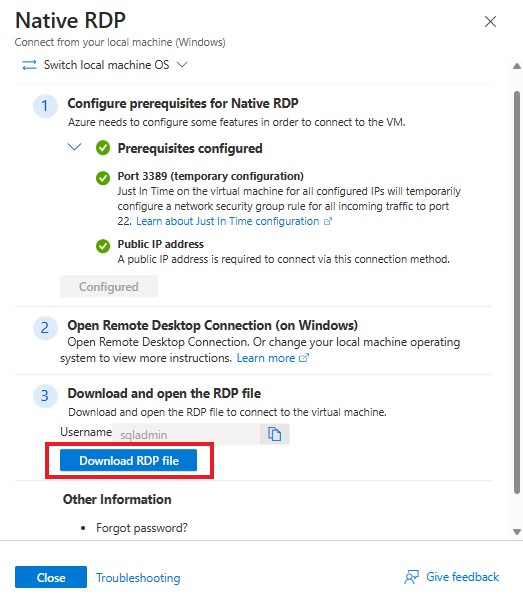 Native RDP
Connect from your local machine (Windows)
Switch local machine OS
1 Configure prerequisites for Native RDP
Azure needs to configure some features in order to connect to the VM.
Prerequisites configured
Port 3389 (temporary configuration)
Just In Time on the virtual machine for all configured IPs will temporarily
configure a network security group rule for all incoming traffic to port
22. Learn about Just In Time configuration
Public IP address
A public IP address is required to connect via this connection method.
Configured
2 Open Remote Desktop Connection (on Windows)
Open Remote Desktop Connection. Or change your local machine operating
system to view more instructions. Learn more
3 Download and open the RDP file
Download and open the RDP file to connect to the virtual machine.
Username sqladmin
Download RDP file
Other Information
• Forgot password?
Close Troubleshooting Give feedback